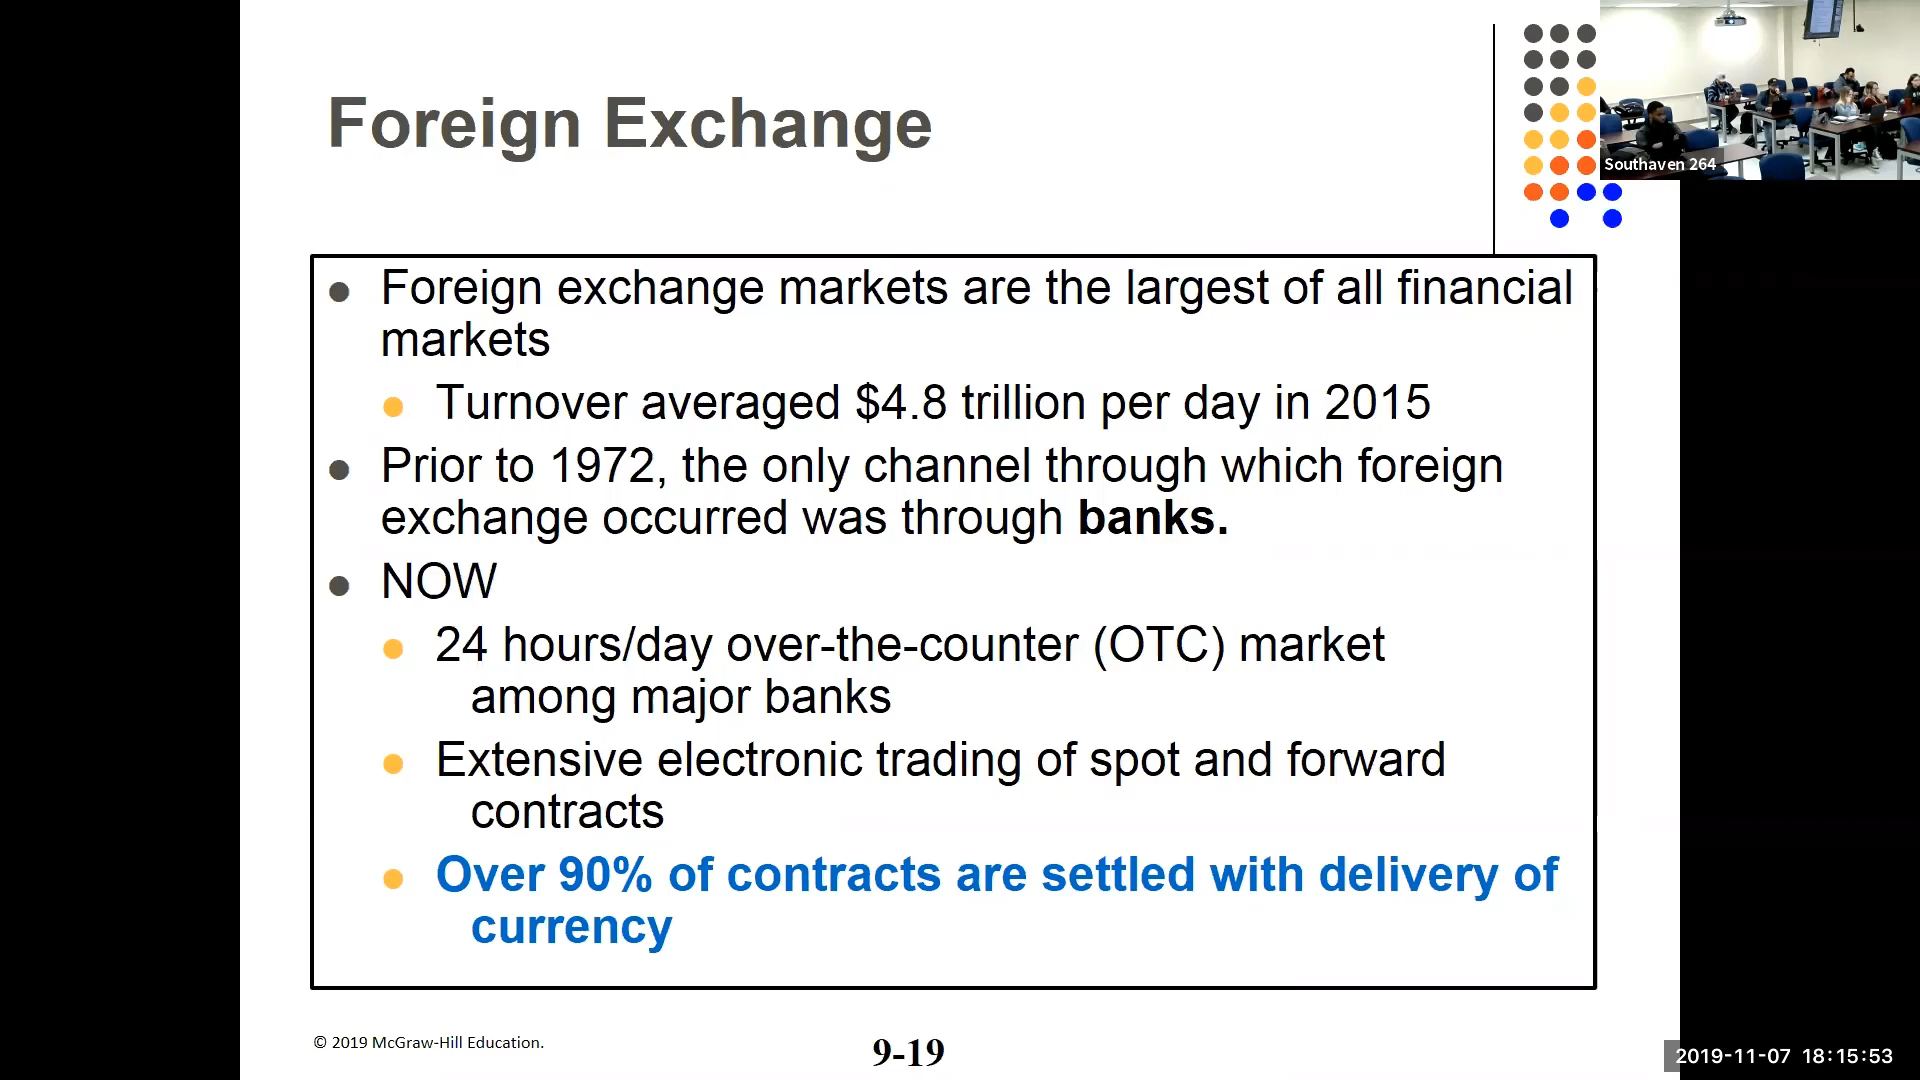 Foreign Exchange
Southaven 264
Foreign exchange markets are the largest of all financial
markets
Turnover averaged $4.8 trillion per day in 2015
Prior to 1972, the only channel through which foreign
exchange occurred was through banks.
NOW
24 hours/day over-the-counter (OTC) market
among major banks
Extensive electronic trading of spot and forward
contracts
Over 90% of contracts are settled with delivery of
currency
© 2019 McGraw-Hill Education.
9-19
2019-11-07 18:15:53